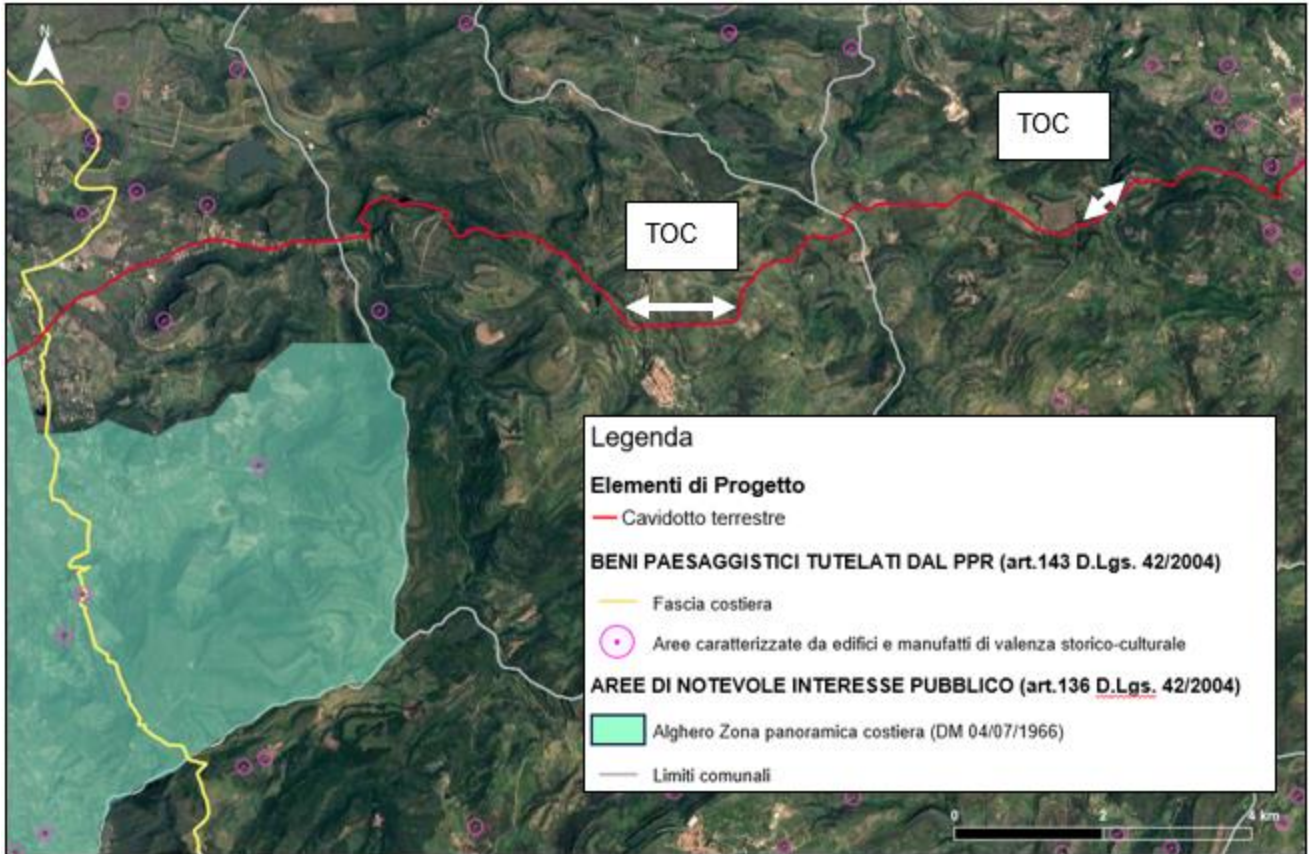 N
TOC
TOC
Legenda
Elementi di Progetto
Cavidotto terrestre
BENI PAESAGGISTICI TUTELATI DAL PPR (art.143 D.Lgs. 42/2004)
Fascia costiera
Aree caratterizzate da edifici e manufatti di valenza storico-culturale
AREE DI NOTEVOLE INTERESSE PUBBLICO (art.136 D.Lgs. 42/2004)
Alghero Zona panoramica costiera (DM 04/07/1966)
Limiti comunali
0 2 4 km